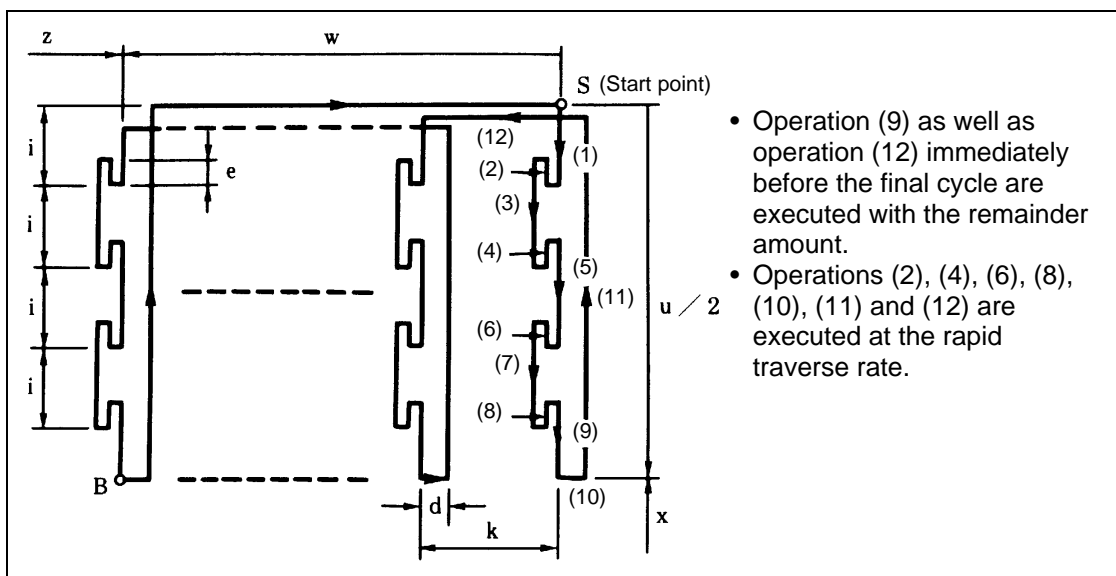 z
w
S (Start point)
i
e
(12)
(1)
(2)
i
(3)
(4)
(5)
i
(11)
u / 2
(6)
(7)
i
(8)
(9)
B
d
(10)
k
x
• Operation (9) as well as
operation (12) immediately
before the final cycle are
executed with the remainder
amount.
• Operations (2), (4), (6), (8),
(10), (11) and (12) are
executed at the rapid
traverse rate.